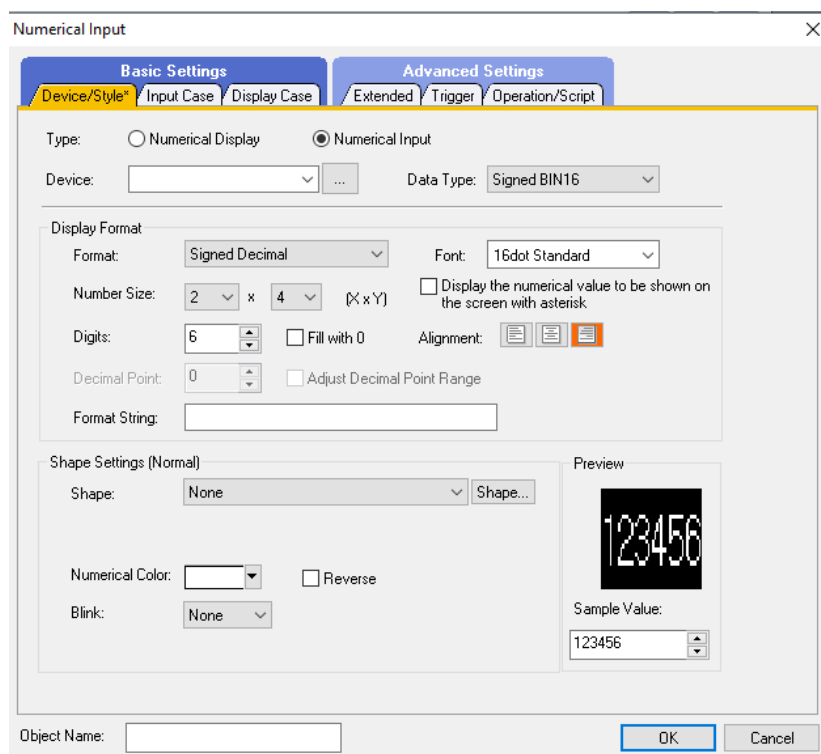 Numerical Input
Basic Settings
Advanced Settings
Device/Style*
Input Case
Display Case
Extended
Trigger
Operation/Script
Type:
Numerical Display
Numerical Input
Device:
...
Data Type:
Signed BIN16
Display Format
Format:
Signed Decimal
Font:
16dot Standard
Number Size:
2
x
4
(X x Y)
Display the numerical value to be shown on
the screen with asterisk
Digits:
6
Fill with 0
Alignment:
Decimal Point:
0
Adjust Decimal Point Range
Format String:
Shape Settings (Normal)
Shape:
None
Shape...
Numerical Color:
Reverse
Blink:
None
Preview
123456
Sample Value:
123456
Object Name:
OK
Cancel